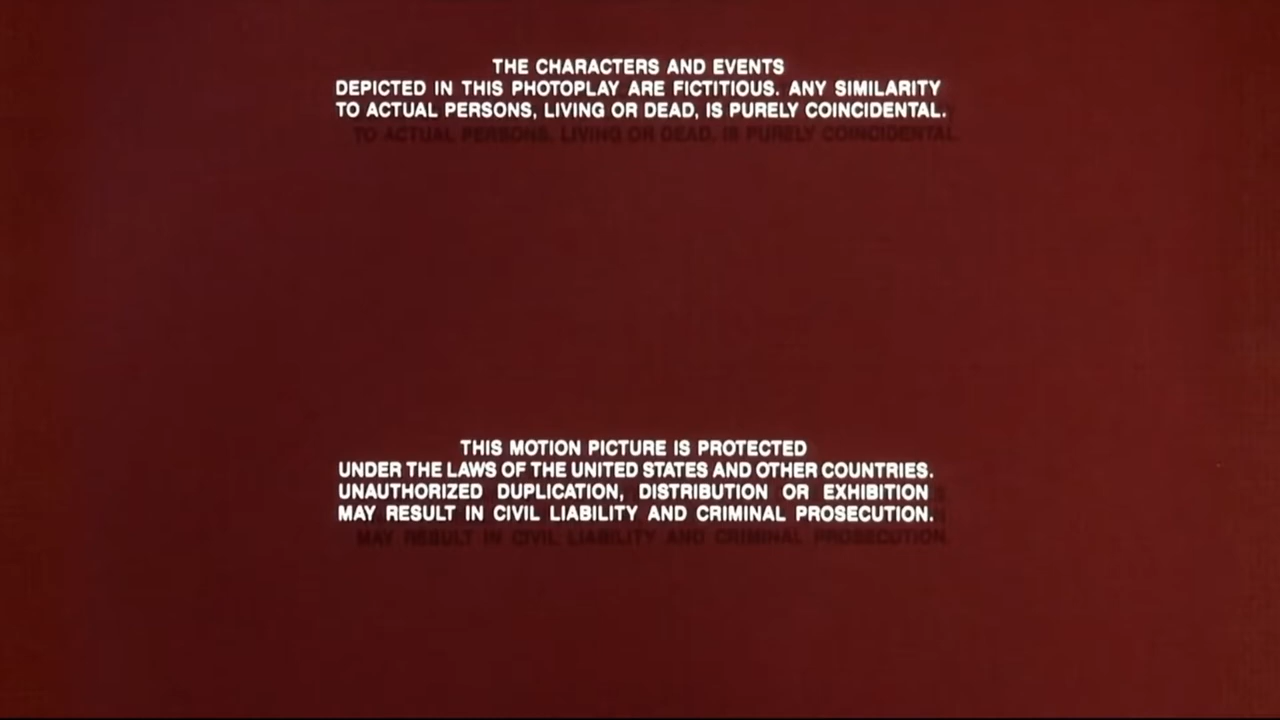 THE CHARACTERS AND EVENTS
DEPICTED IN THIS PHOTOPLAY ARE FICTITIOUS. ANY SIMILARITY
TO ACTUAL PERSONS, LIVING OR DEAD, IS PURELY COINCIDENTAL.
THIS MOTION PICTURE IS PROTECTED
UNDER THE LAWS OF THE UNITED STATES AND OTHER COUNTRIES.
UNAUTHORIZED DUPLICATION, DISTRIBUTION OR EXHIBITION
MAY RESULT IN CIVIL LIABILITY AND CRIMINAL PROSECUTION.